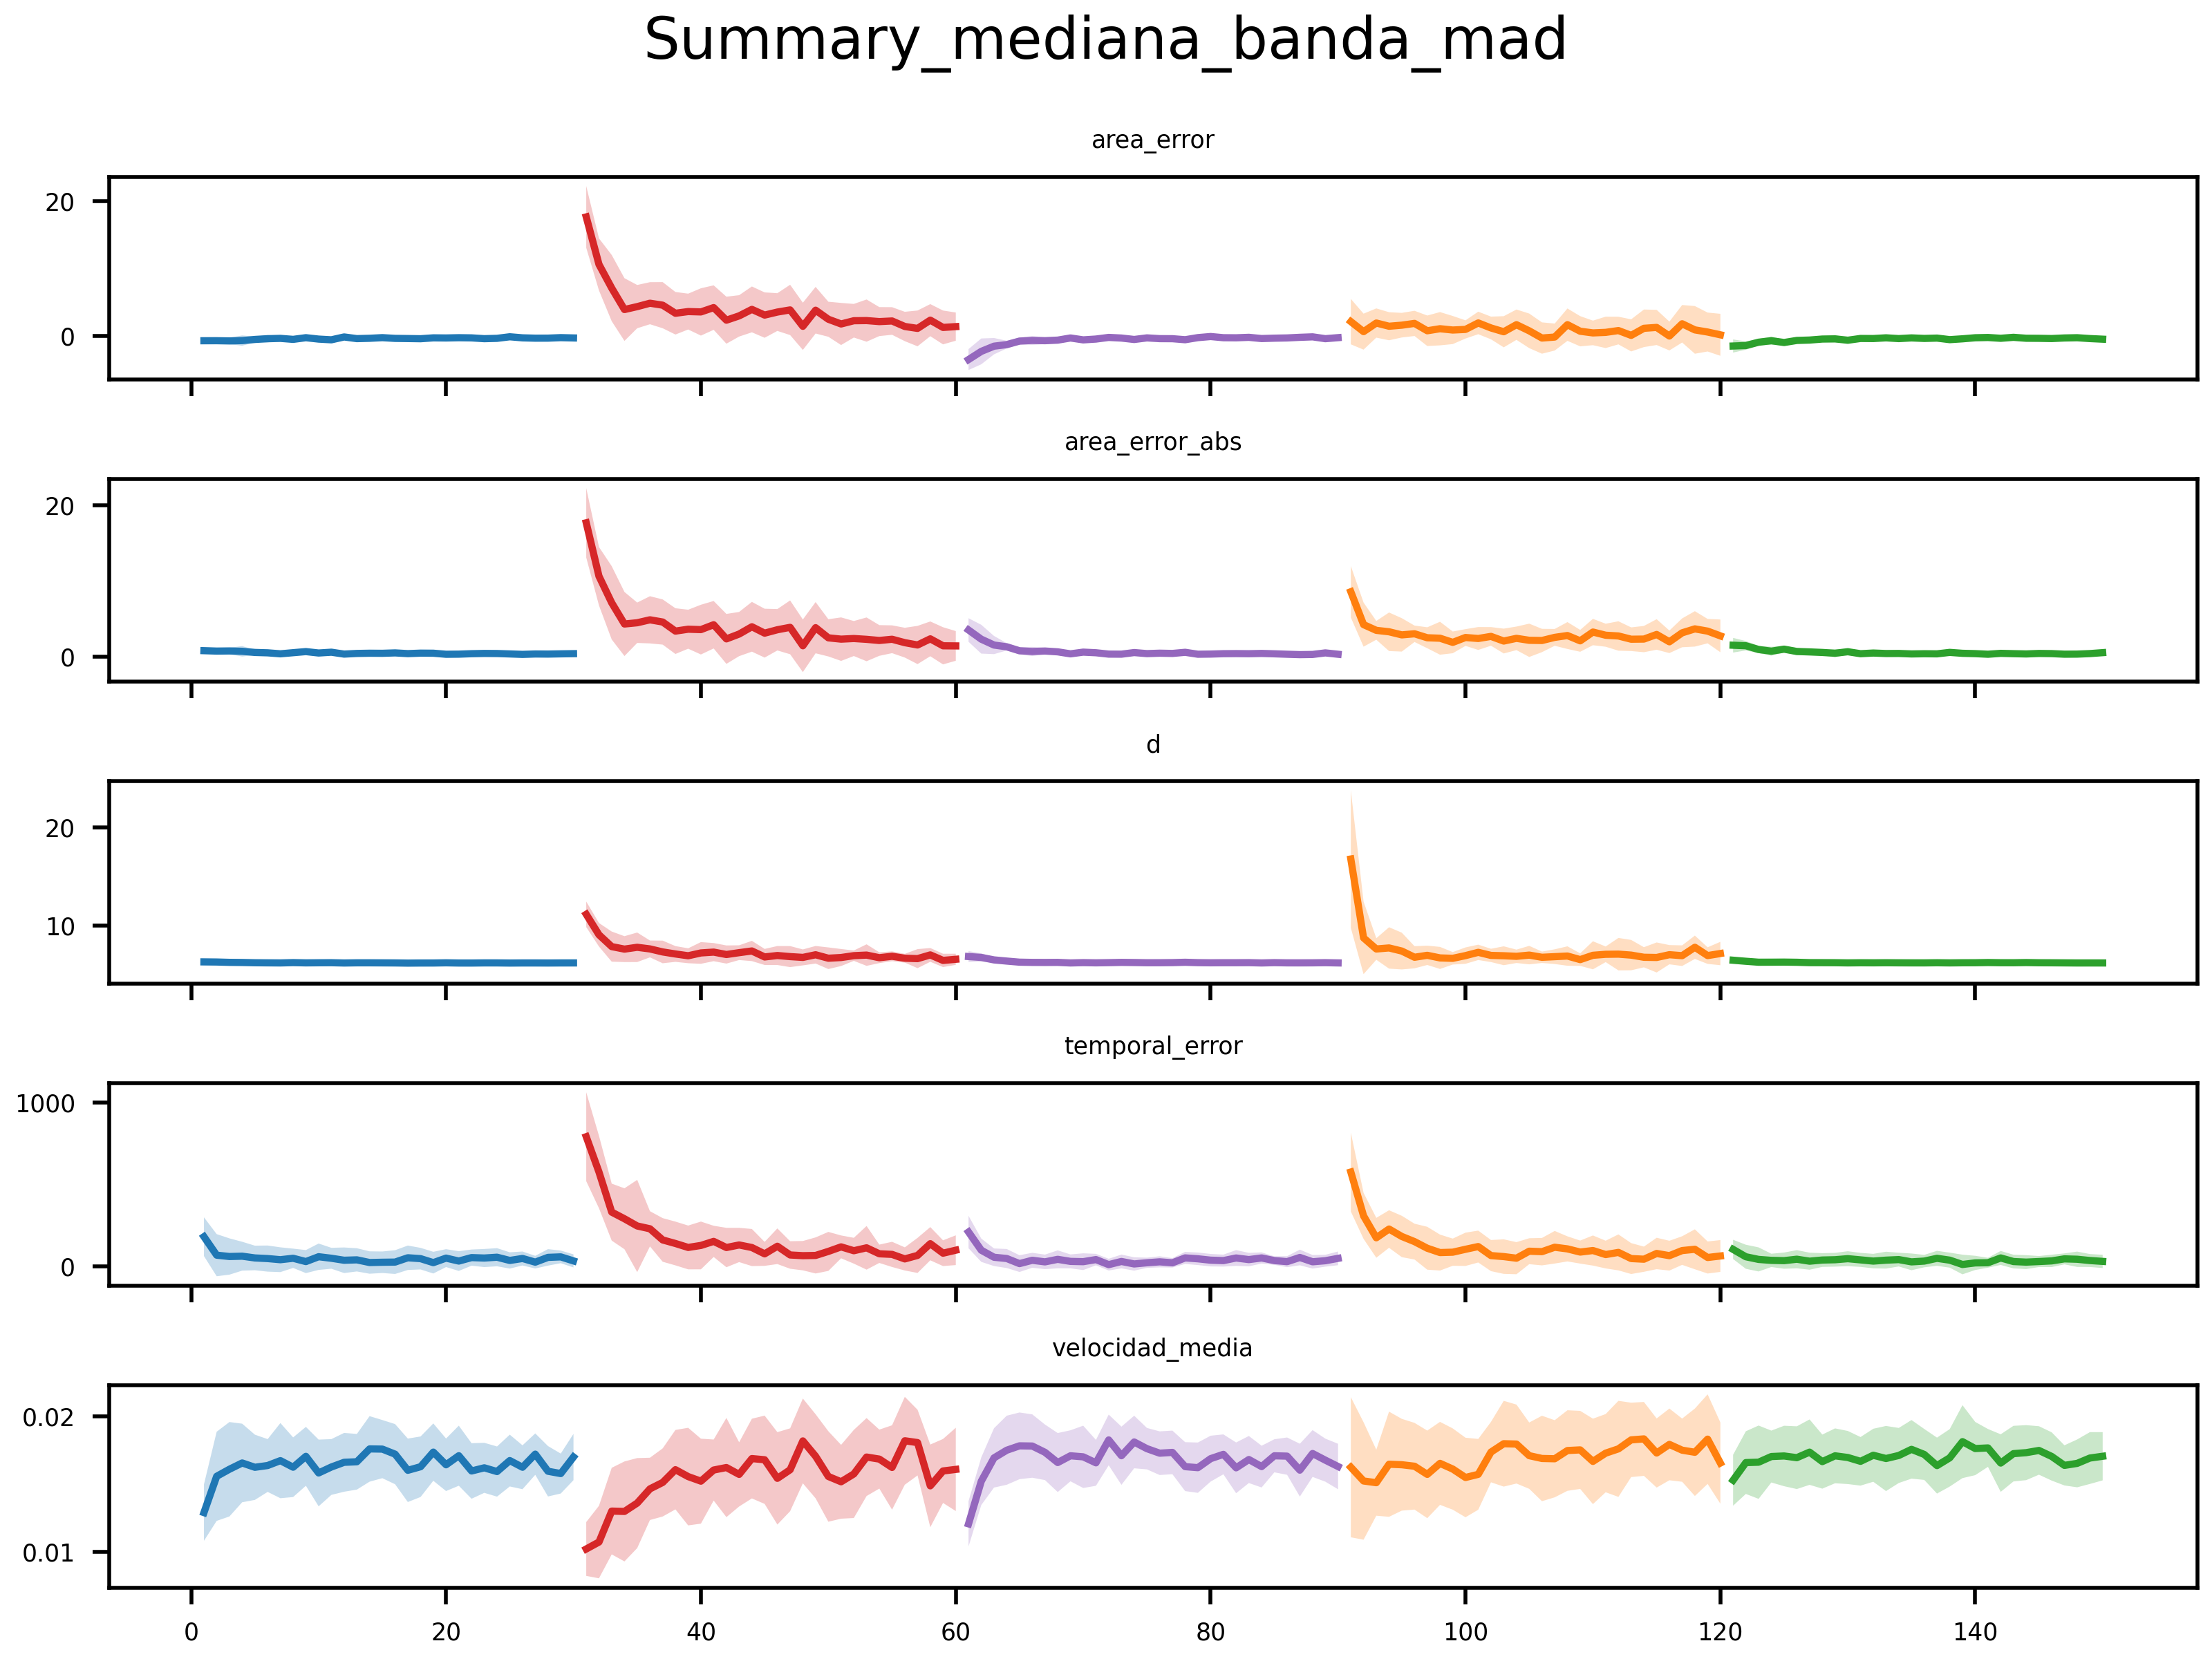 Summary_mediana_banda_mad
area_error
20
0
area_error_abs
20
0
d
20
10
temporal_error
1000
0
velocidad_media
0.02
0.01
0 20 40 60 80 100 120 140